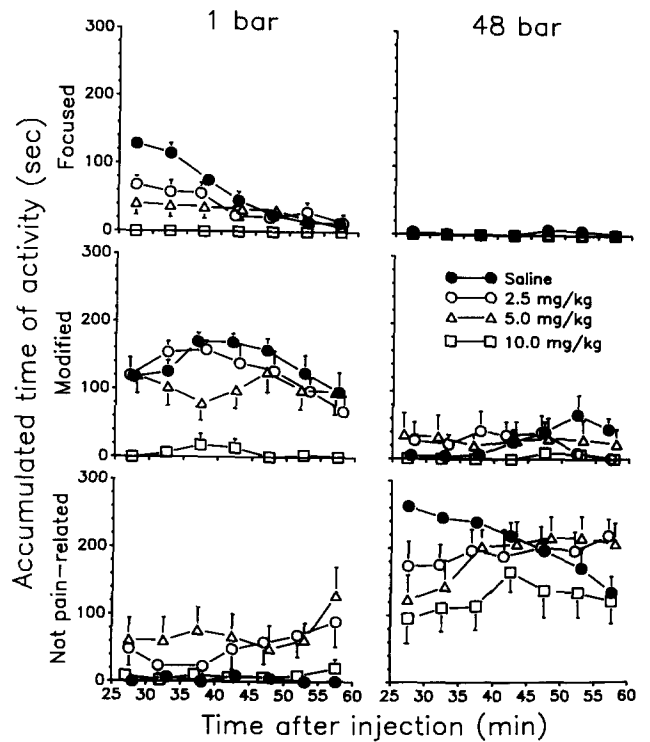 1 bar
48 bar
Accumulated time of activity (sec)
Focused
300
200
100
0
Modified
300
200
100
0
Saline
2.5 mg/kg
5.0 mg/kg
10.0 mg/kg
Not pain-related
300
200
100
0
25 30 35 40 45 50 55 60
25 30 35 40 45 50 55 60
Time after injection (min)